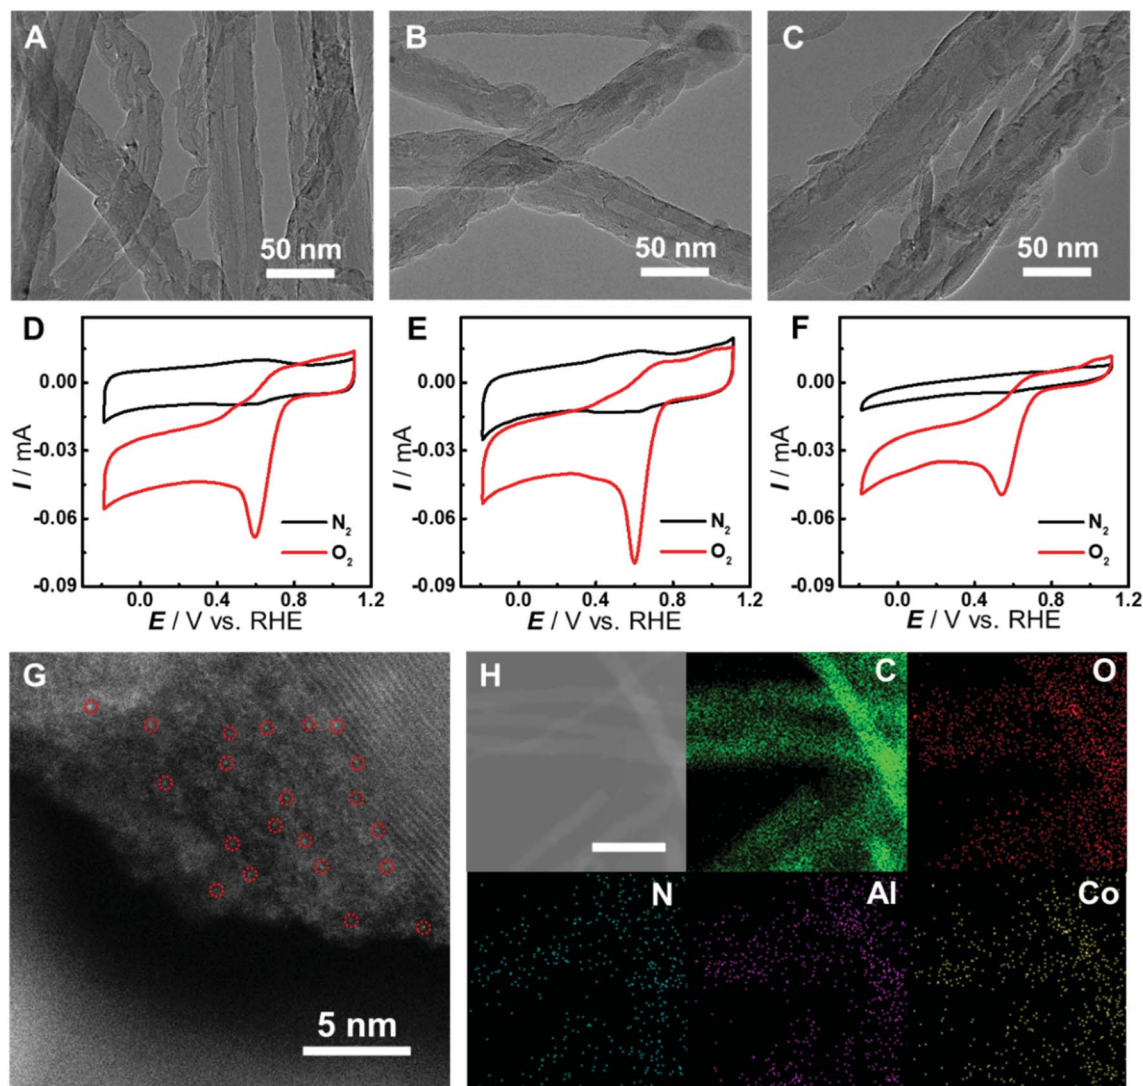 A
B
C
50 nm
50 nm
50 nm
D
E
F
0.00
-0.03
-0.06
-0.09
I / mA
N2
O2
0.0
0.4
0.8
1.2
E / V vs. RHE
0.00
-0.03
-0.06
-0.09
I / mA
N2
O2
0.0
0.4
0.8
1.2
E / V vs. RHE
0.00
-0.03
-0.06
-0.09
I / mA
N2
O2
0.0
0.4
0.8
1.2
E / V vs. RHE
G
5 nm
H
C
O
N
Al
Co